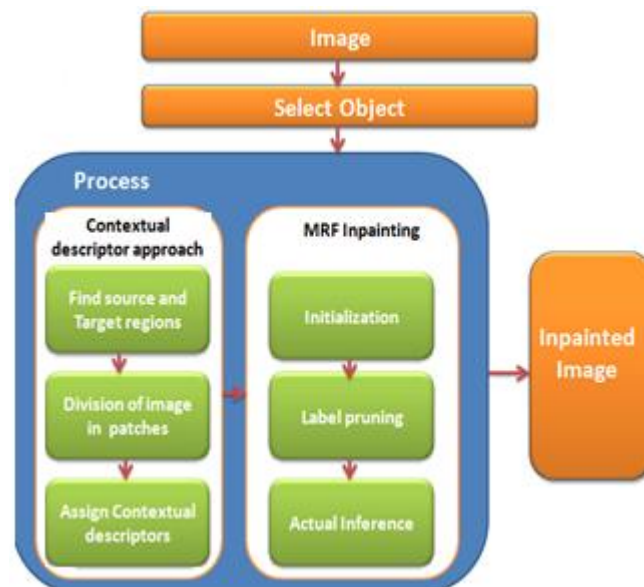 Image
Select Object
Process
Contextual
descriptor approach
Find source and
Target regions
Division of image
in patches
Assign Contextual
descriptors
MRF Inpainting
Initialization
Label pruning
Actual Inference
Inpainted
Image